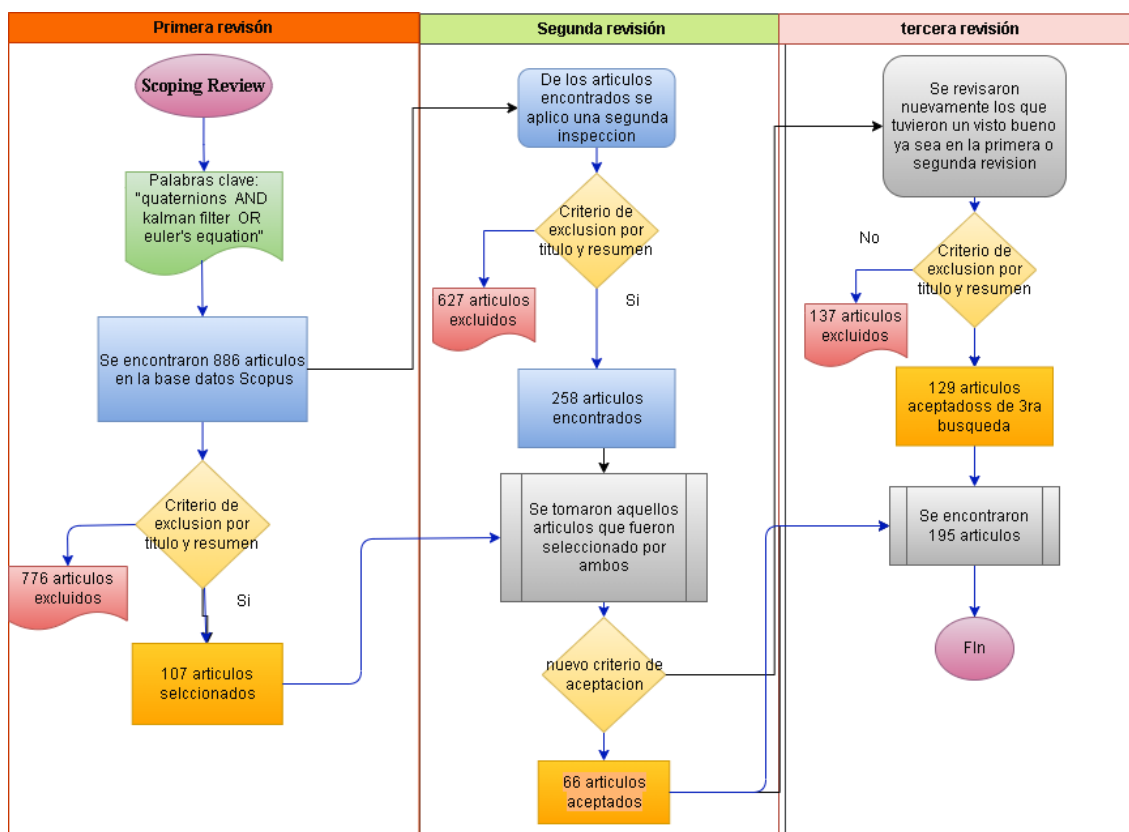 Primera revisón
Scoping Review
Palabras clave:
"quaternions AND
kalman filter OR
euler's equation"
Se encontraron 886 articulos
en la base datos Scopus
Criterio de
exclusion por
titulo y resumen
776 articulos
excluidos
Si
107 articulos
selccionados
Segunda revisión
De los articulos
encontrados se
aplico una segunda
inspeccion
Criterio de
exclusion por
titulo y resumen
627 articulos
excluidos
Si
258 articulos
encontrados
Se tomaron aquellos
articulos que fueron
seleccionado por
ambos
nuevo criterio de
aceptacion
66 articulos
aceptados
tercera revisión
Se revisaron
nuevamente los que
tuvieron un visto bueno
ya sea en la primera o
segunda revision
No
Criterio de
exclusion por
titulo y resumen
137 articulos
excluidos
129 articulos
aceptadoss de 3ra
busqueda
Se encontraron
195 articulos
FIn